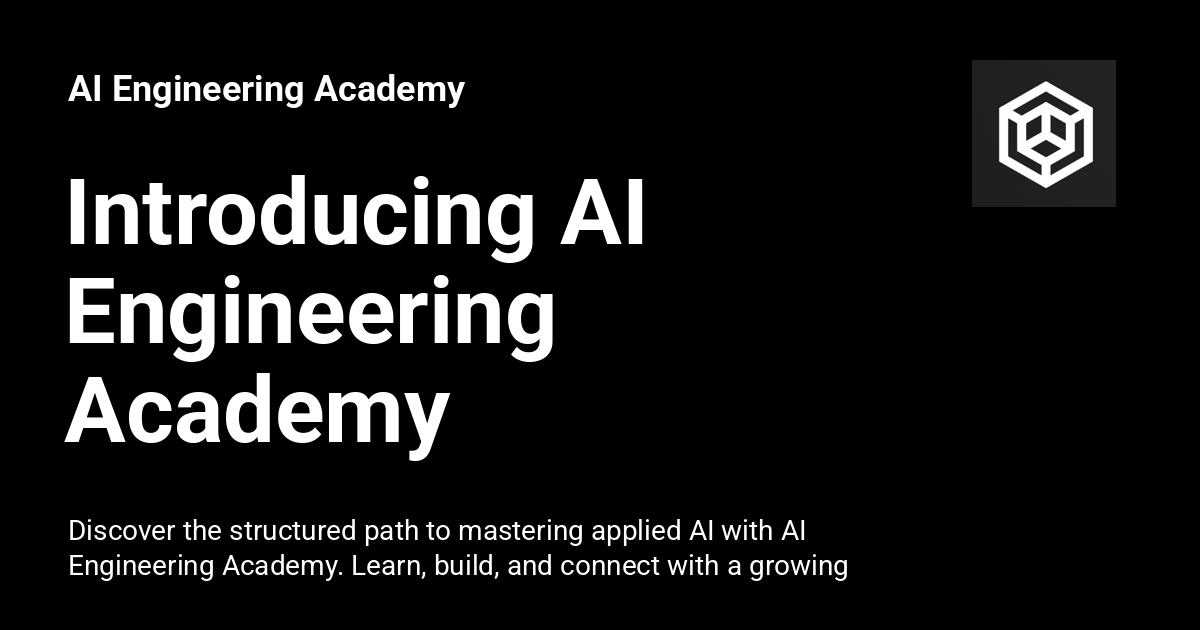 AI Engineering Academy
Introducing AI
Engineering
Academy
Discover the structured path to mastering applied AI with AI
Engineering Academy. Learn, build, and connect with a growing